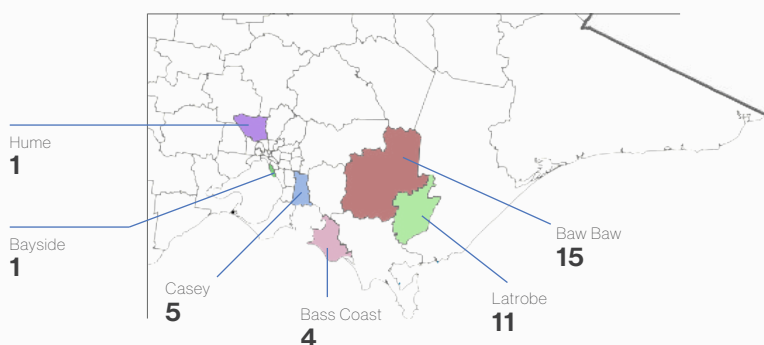 Hume
1
Bayside
1
Casey
5
Bass Coast
4
Latrobe
11
Baw Baw
15